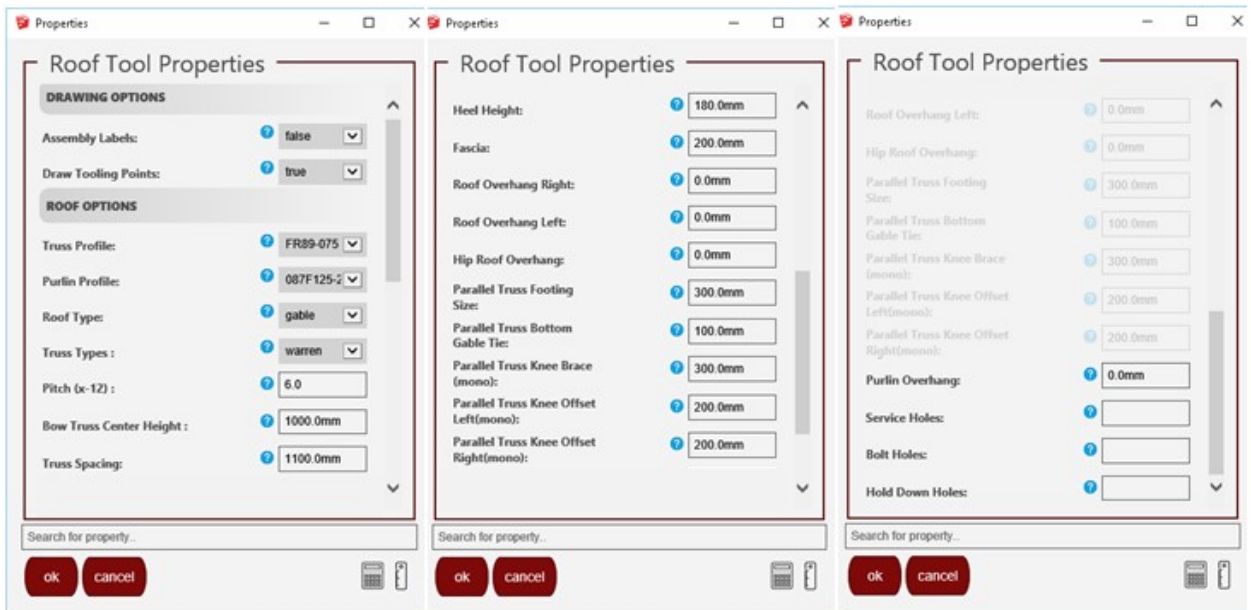 Properties
Roof Tool Properties
DRAWING OPTIONS
Assembly Labels: false
Draw Tooling Points: true
ROOF OPTIONS
Truss Profile: FR89-075
Purlin Profile: 087F125-2
Roof Type: gable
Truss Types : warren
Pitch (x-12) : 6.0
Bow Truss Center Height : 1000.0mm
Truss Spacing: 1100.0mm
Search for property..
ok cancel
Properties
Roof Tool Properties
Heel Height: 180.0mm
Fascia: 200.0mm
Roof Overhang Right: 0.0mm
Roof Overhang Left: 0.0mm
Hip Roof Overhang: 0.0mm
Parallel Truss Footing
Size: 300.0mm
Parallel Truss Bottom
Gable Tie: 100.0mm
Parallel Truss Knee Brace
(mono): 300.0mm
Parallel Truss Knee Offset
Left(mono): 200.0mm
Parallel Truss Knee Offset
Right(mono): 200.0mm
Search for property..
ok cancel
Properties
Roof Tool Properties
Roof Overhang Left: 0.0mm
Hip Roof Overhang: 0.0mm
Parallel Truss Footing
Size: 300.0mm
Parallel Truss Bottom
Gable Tie: 100.0mm
Parallel Truss Knee Brace
(mono): 300.0mm
Parallel Truss Knee Offset
Left(mono): 200.0mm
Parallel Truss Knee Offset
Right(mono): 200.0mm
Purlin Overhang: 0.0mm
Service Holes:
Bolt Holes:
Hold Down Holes:
Search for property..
ok cancel